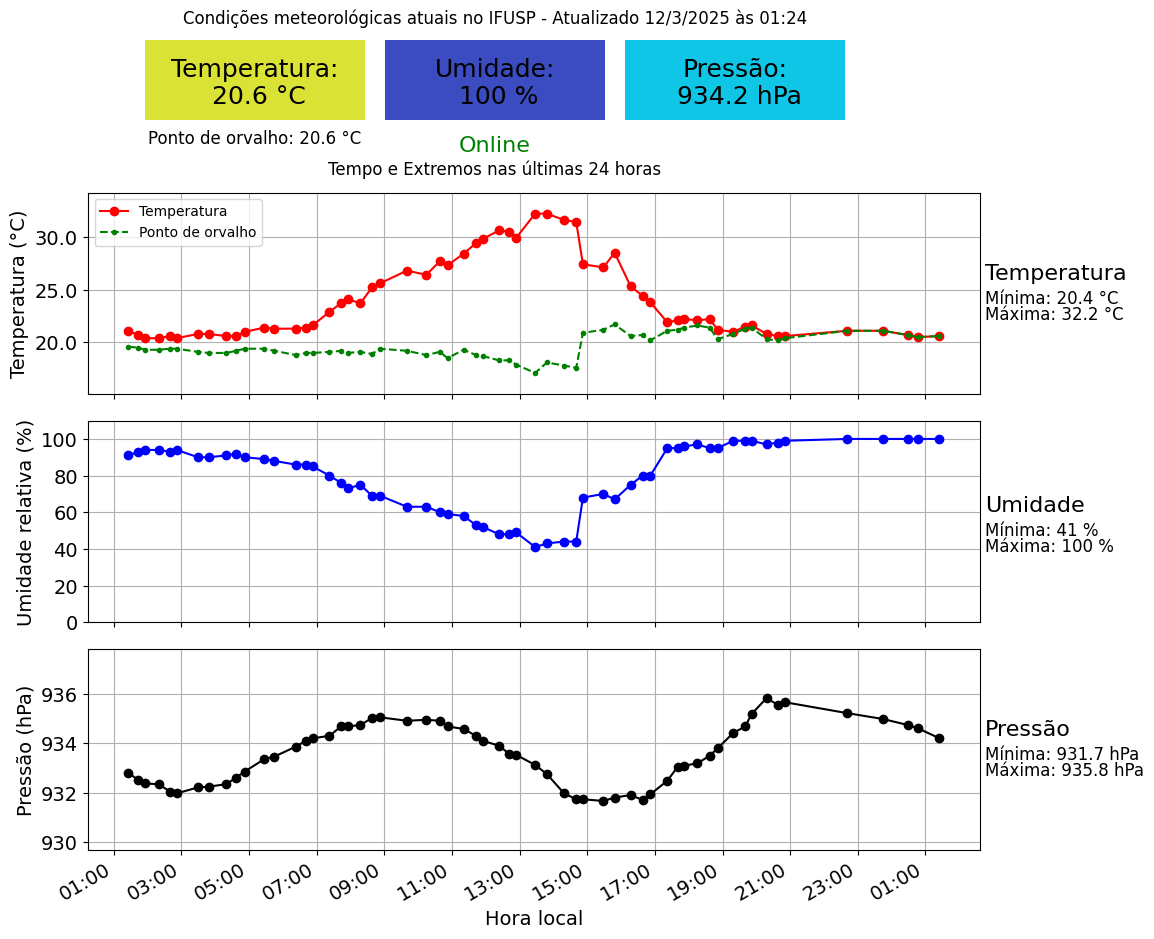 Condições meteorológicas atuais no IFUSP - Atualizado 12/3/2025 às 01:24
Temperatura:
20.6 °C
Umidade:
100 %
Pressão:
934.2 hPa
Ponto de orvalho: 20.6 °C
Online
Tempo e Extremos nas últimas 24 horas
Temperatura (°C)
30.0
25.0
20.0
Temperatura
Ponto de orvalho
Temperatura
Mínima: 20.4 °C
Máxima: 32.2 °C
Umidade relativa (%)
100
80
60
40
20
0
Umidade
Mínima: 41 %
Máxima: 100 %
Pressão (hPa)
936
934
932
930
Pressão
Mínima: 931.7 hPa
Máxima: 935.8 hPa
01:00 03:00 05:00 07:00 09:00 11:00 13:00 15:00 17:00 19:00 21:00 23:00 01:00
Hora local